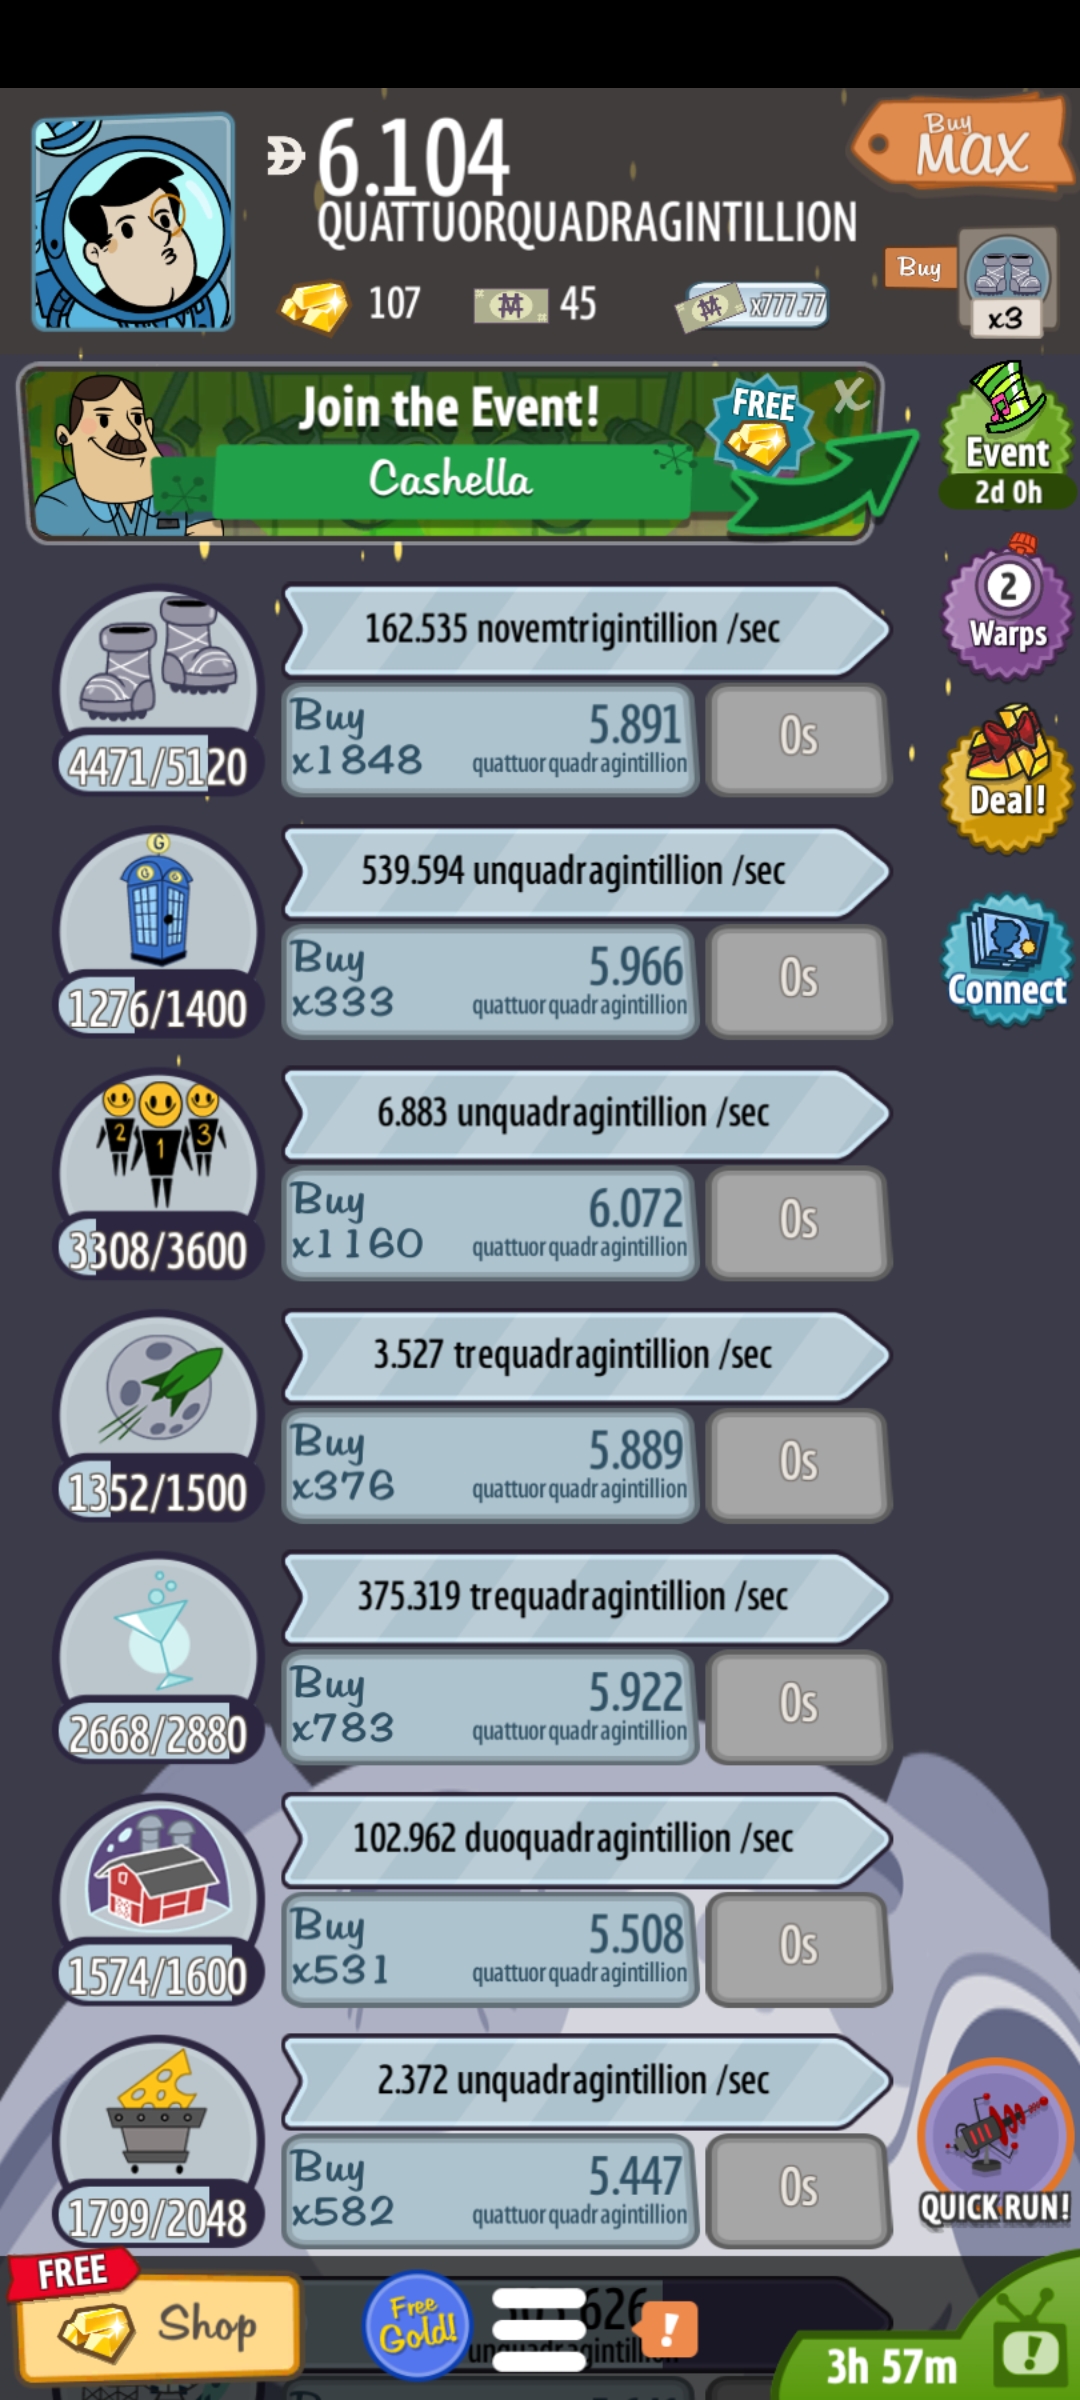 6.104
QUATTUORQUADRAGINTILLION
Buy
MAX
107
45
x777.77
Buy
x3
Join the Event!
Cashella
FREE
X
Event
2d 0h
2
Warps
Deal!
Connect
162.535 novemtrigintillion /sec
4471/5120
Buy
x1848
5.891
quattuorquadragintillion
0s
G
G
G
539.594 unquadragintillion /sec
1276/1400
Buy
x333
5.966
quattuorquadragintillion
0s
2
1
3
6.883 unquadragintillion /sec
3308/3600
Buy
x1160
6.072
quattuorquadragintillion
0s
3.527 trequadragintillion /sec
1352/1500
Buy
x376
5.889
quattuorquadragintillion
0s
375.319 trequadragintillion /sec
2668/2880
Buy
x783
5.922
quattuorquadragintillion
0s
102.962 duoquadragintillion /sec
1574/1600
Buy
x531
5.508
quattuorquadragintillion
0s
2.372 unquadragintillion /sec
1799/2048
Buy
x582
5.447
quattuorquadragintillion
0s
QUICK RUN!
FREE
Shop
Free
Gold!
!
3h 57m
!